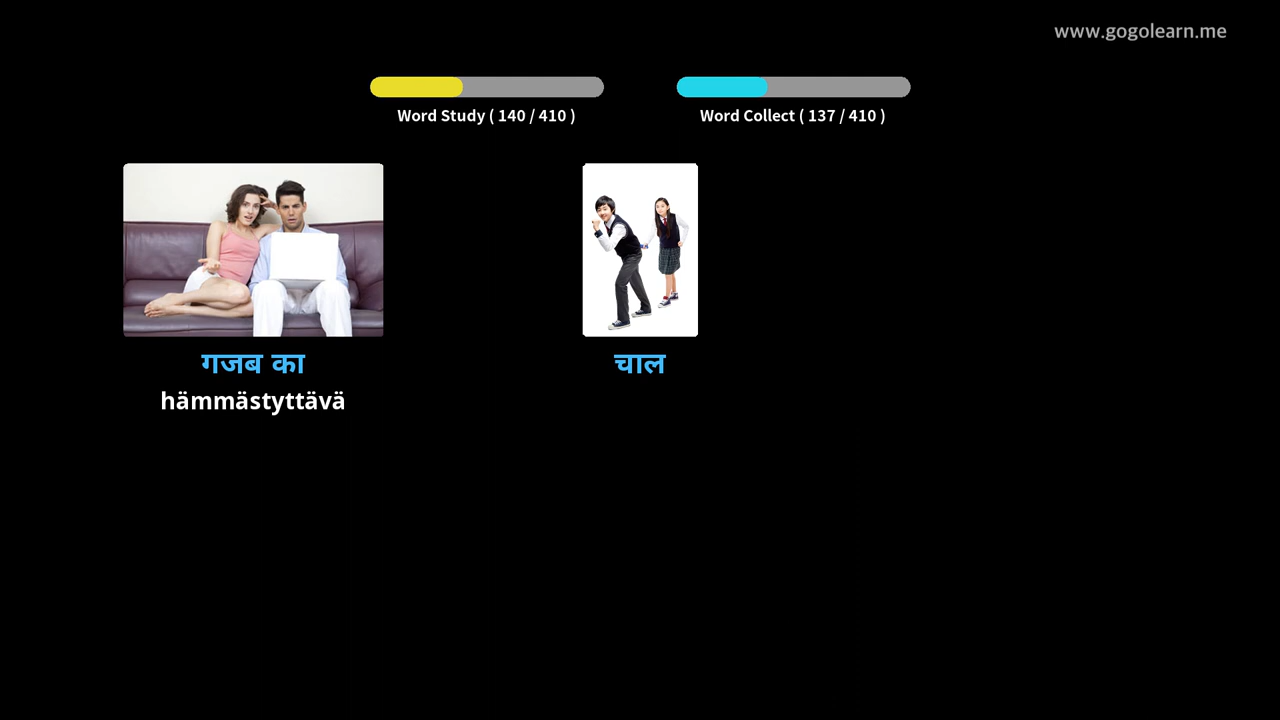 www.gogolearn.me
Word Study ( 140 / 410 )
Word Collect ( 137 / 410 )
गजब का
hämmästyttävä
चाल